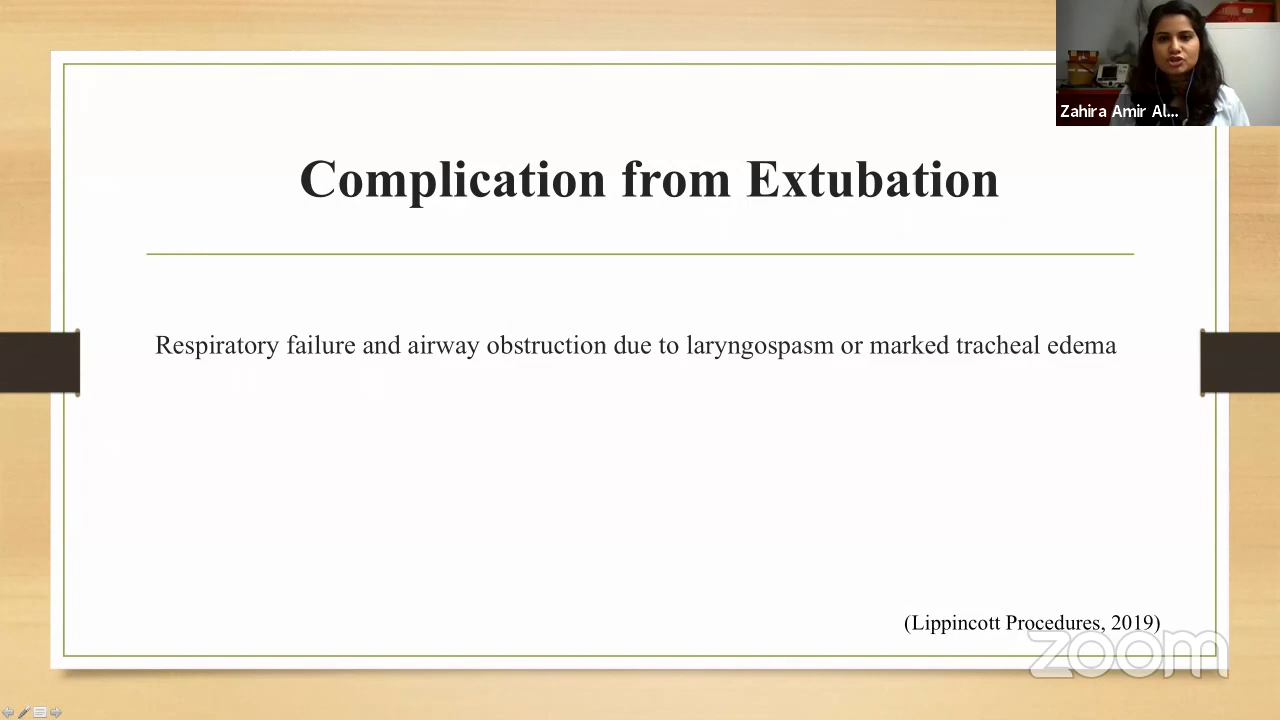 Zahira Amir Al...
Complication from Extubation
Respiratory failure and airway obstruction due to laryngospasm or marked tracheal edema
(Lippincott Procedures, 2019)
zoom